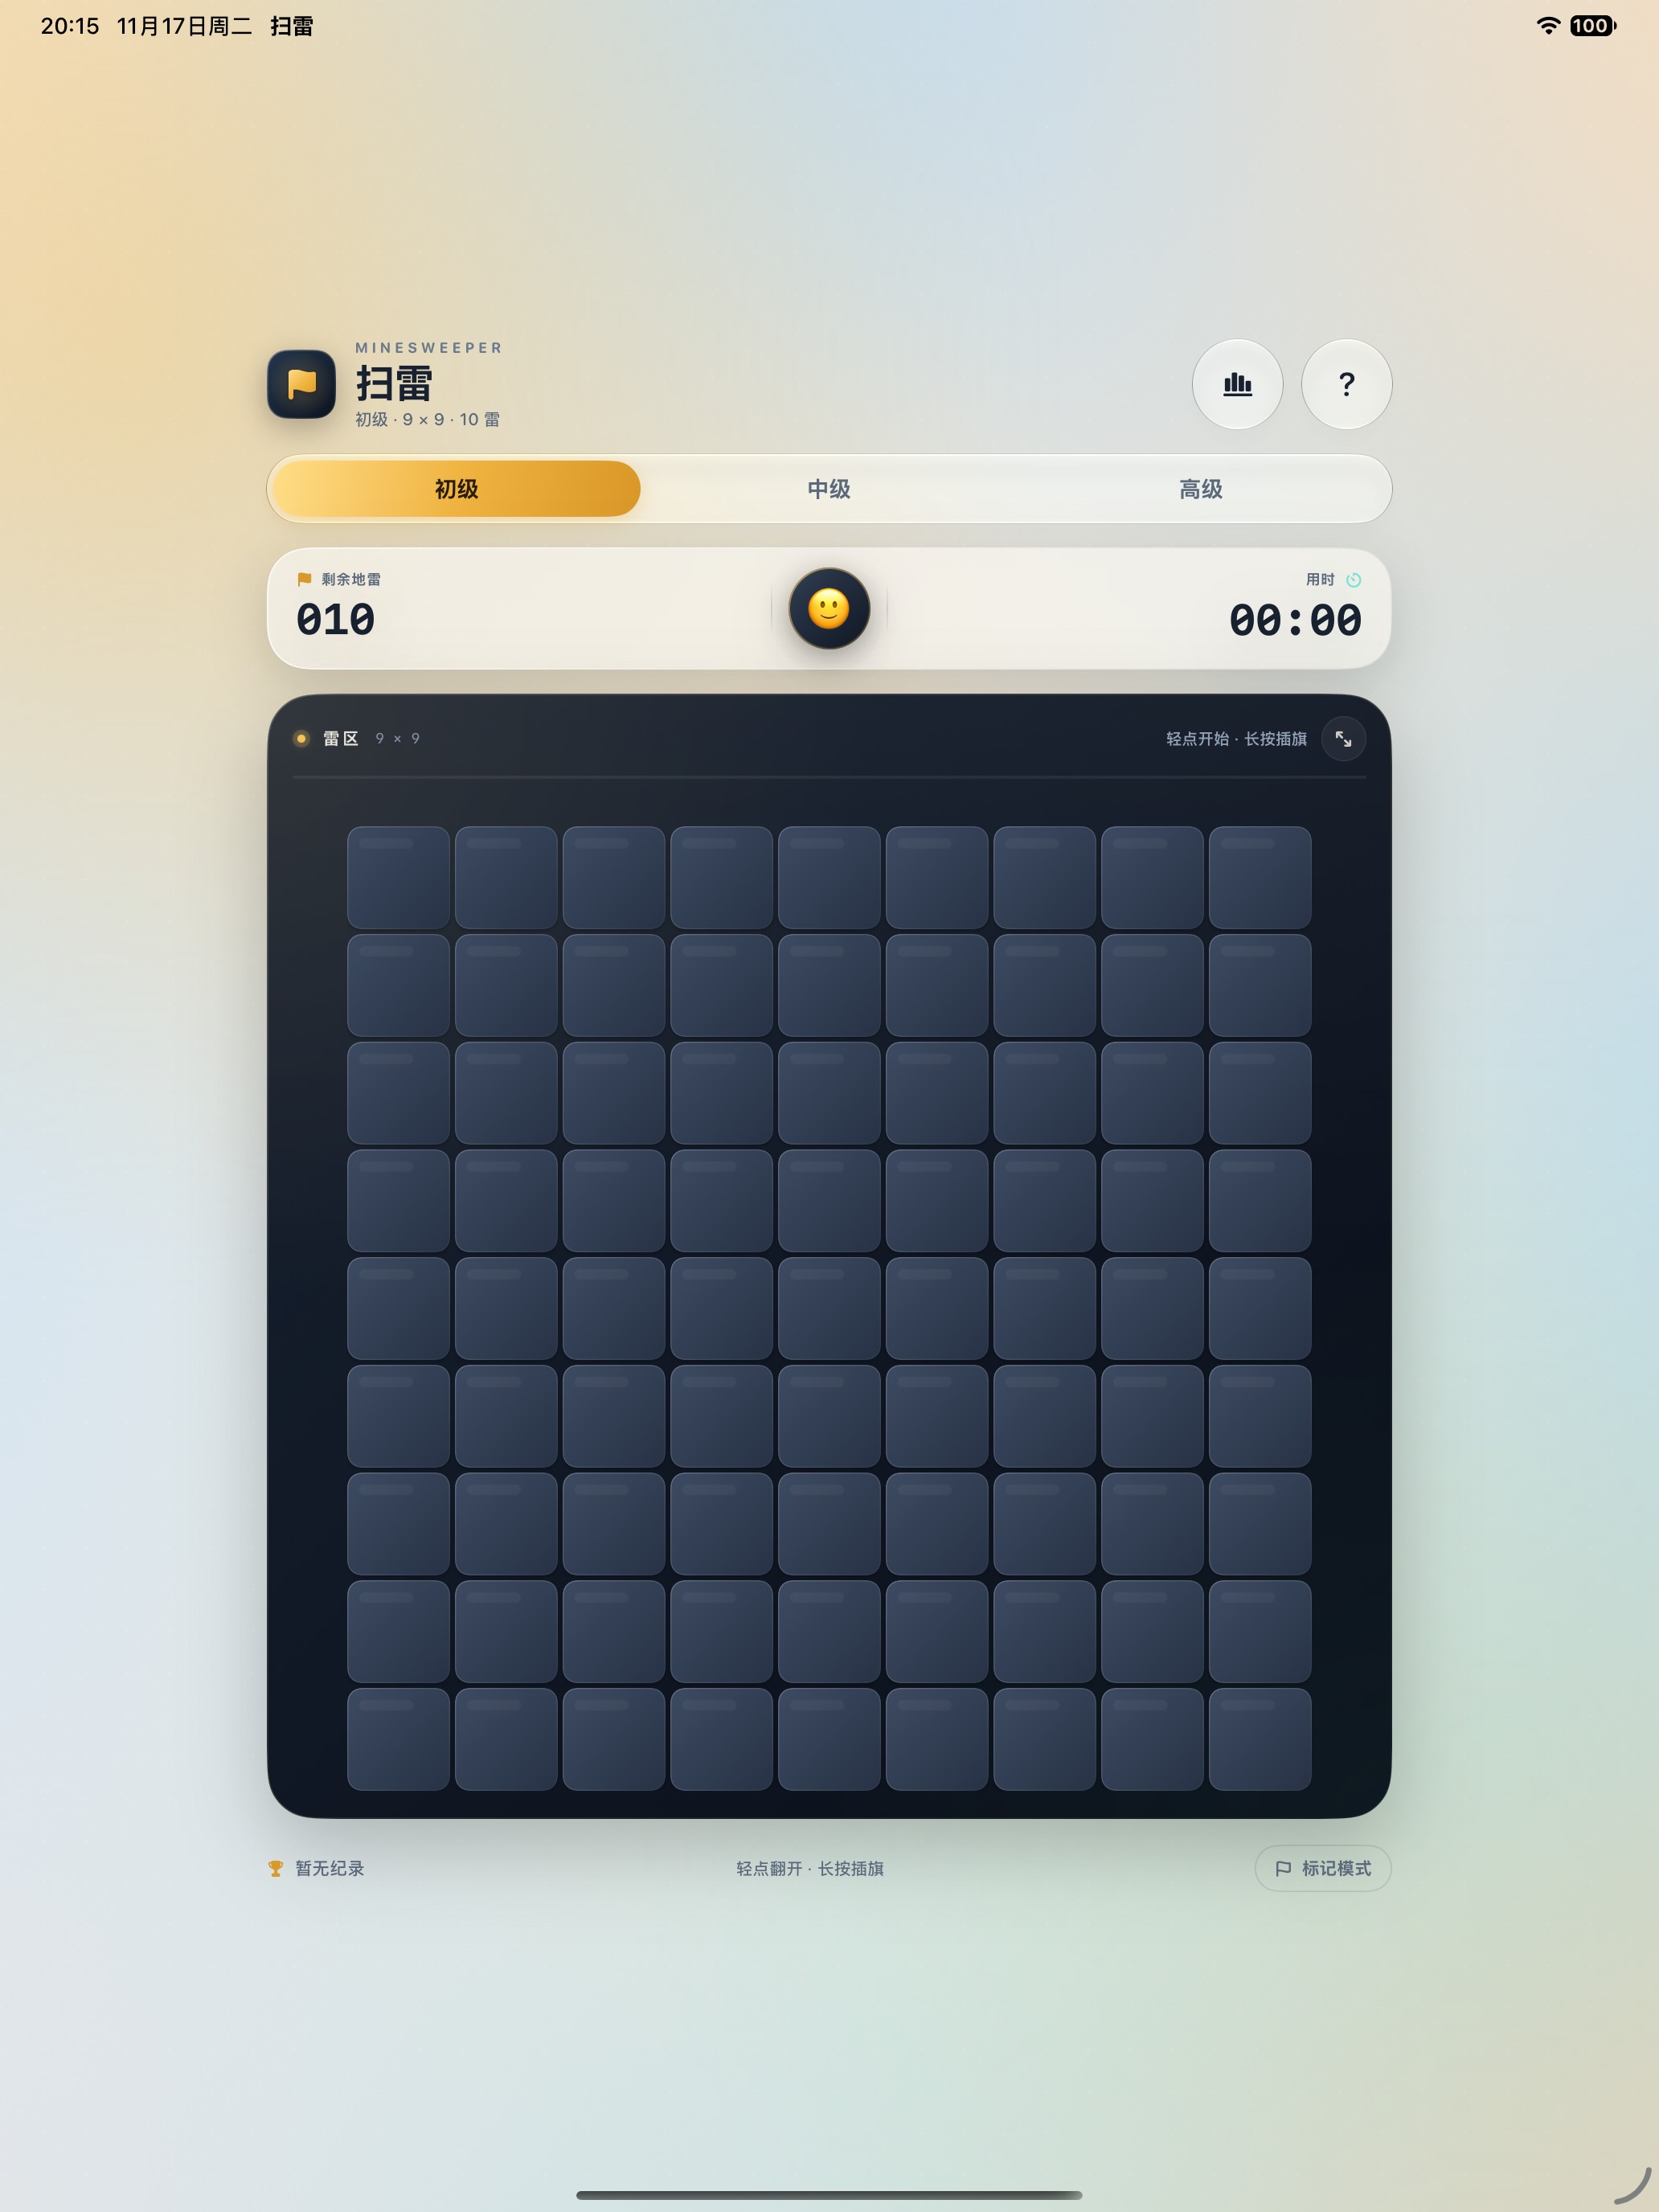 20:15 11月17日周二 扫雷
100
MINESWEEPER
扫雷
初级 · 9 × 9 · 10 雷
?
初级 中级 高级
剩余地雷
010
用时
00:00
雷区 9 × 9
轻点开始 · 长按插旗
暂无纪录
轻点翻开 · 长按插旗
标记模式